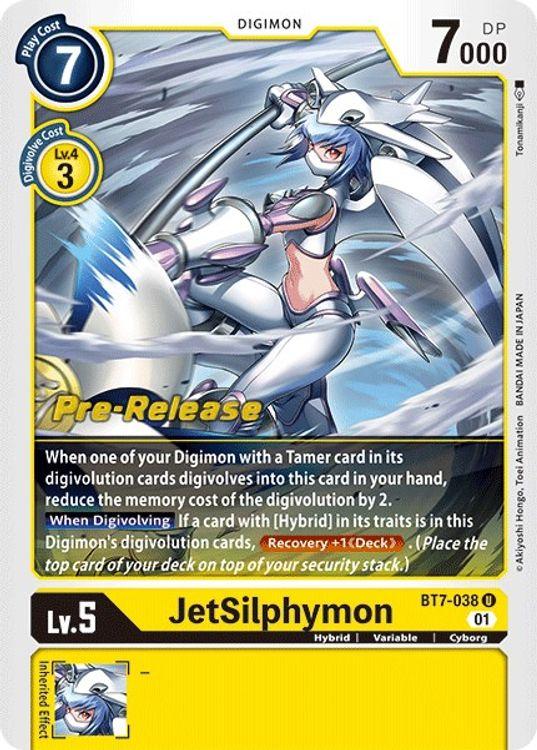 Play Cost
7
DIGIMON
DP
7000
Digivolve Cost
Lv.4
3
Tonamikanji
Pre-Release
When one of your Digimon with a Tamer card in its
digivolution cards digivolves into this card in your hand,
reduce the memory cost of the digivolution by 2.
When Digivolving If a card with [Hybrid] in its traits is in this
Digimon's digivolution cards, Recovery +1《Deck》. (Place the
top card of your deck on top of your security stack.)
©Akiyoshi Hongo, Toei Animation BANDAI MADE IN JAPAN
Lv.5
JetSilphymon
BT7-038 U
01
Hybrid | Variable | Cyborg
Inherited Effect
–